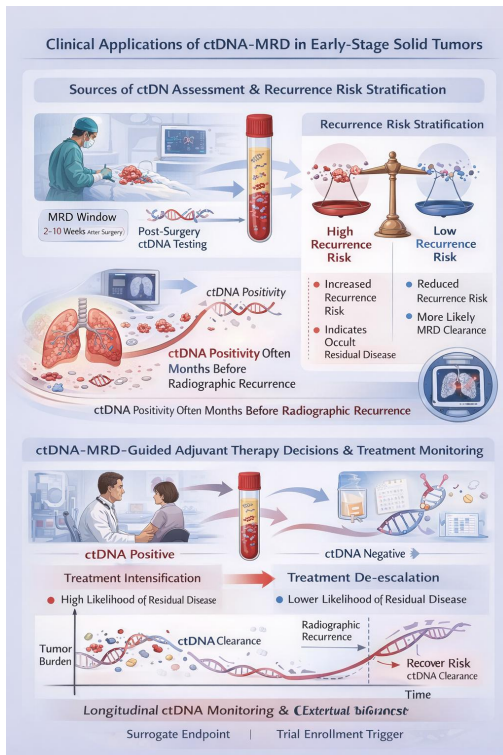 Clinical Applications of ctDNA-MRD in Early-Stage Solid Tumors
Sources of ctDN Assessment & Recurrence Risk Stratification
Recurrence Risk Stratification
MRD Window
2-10 Weeks After Surgery
Post-Surgery
ctDNA Testing
High
Recurrence
Risk
Low
Recurrence
Risk
Increased
Recurrence
Risk
Indicates
Occult
Residual Disease
Reduced
Recurrence Risk
More Likely
MRD Clearance
ctDNA Positivity
ctDNA Positivity Often
Months Before
Radiographic Recurrence
ctDNA Positivity Often Months Before Radiographic Recurrence
ctDNA-MRD-Guided Adjuvant Therapy Decisions & Treatment Monitoring
ctDNA Positive
ctDNA Negative
Treatment Intensification
Treatment De-escalation
High Likelihood of Residual Disease
Lower Likelihood of Residual Disease
Tumor
Burden
ctDNA Clearance
Radiographic
Recurrence
Recover Risk
ctDNA Clearance
Time
Longitudinal ctDNA Monitoring &
Surrogate Endpoint | Trial Enrollment Trigger